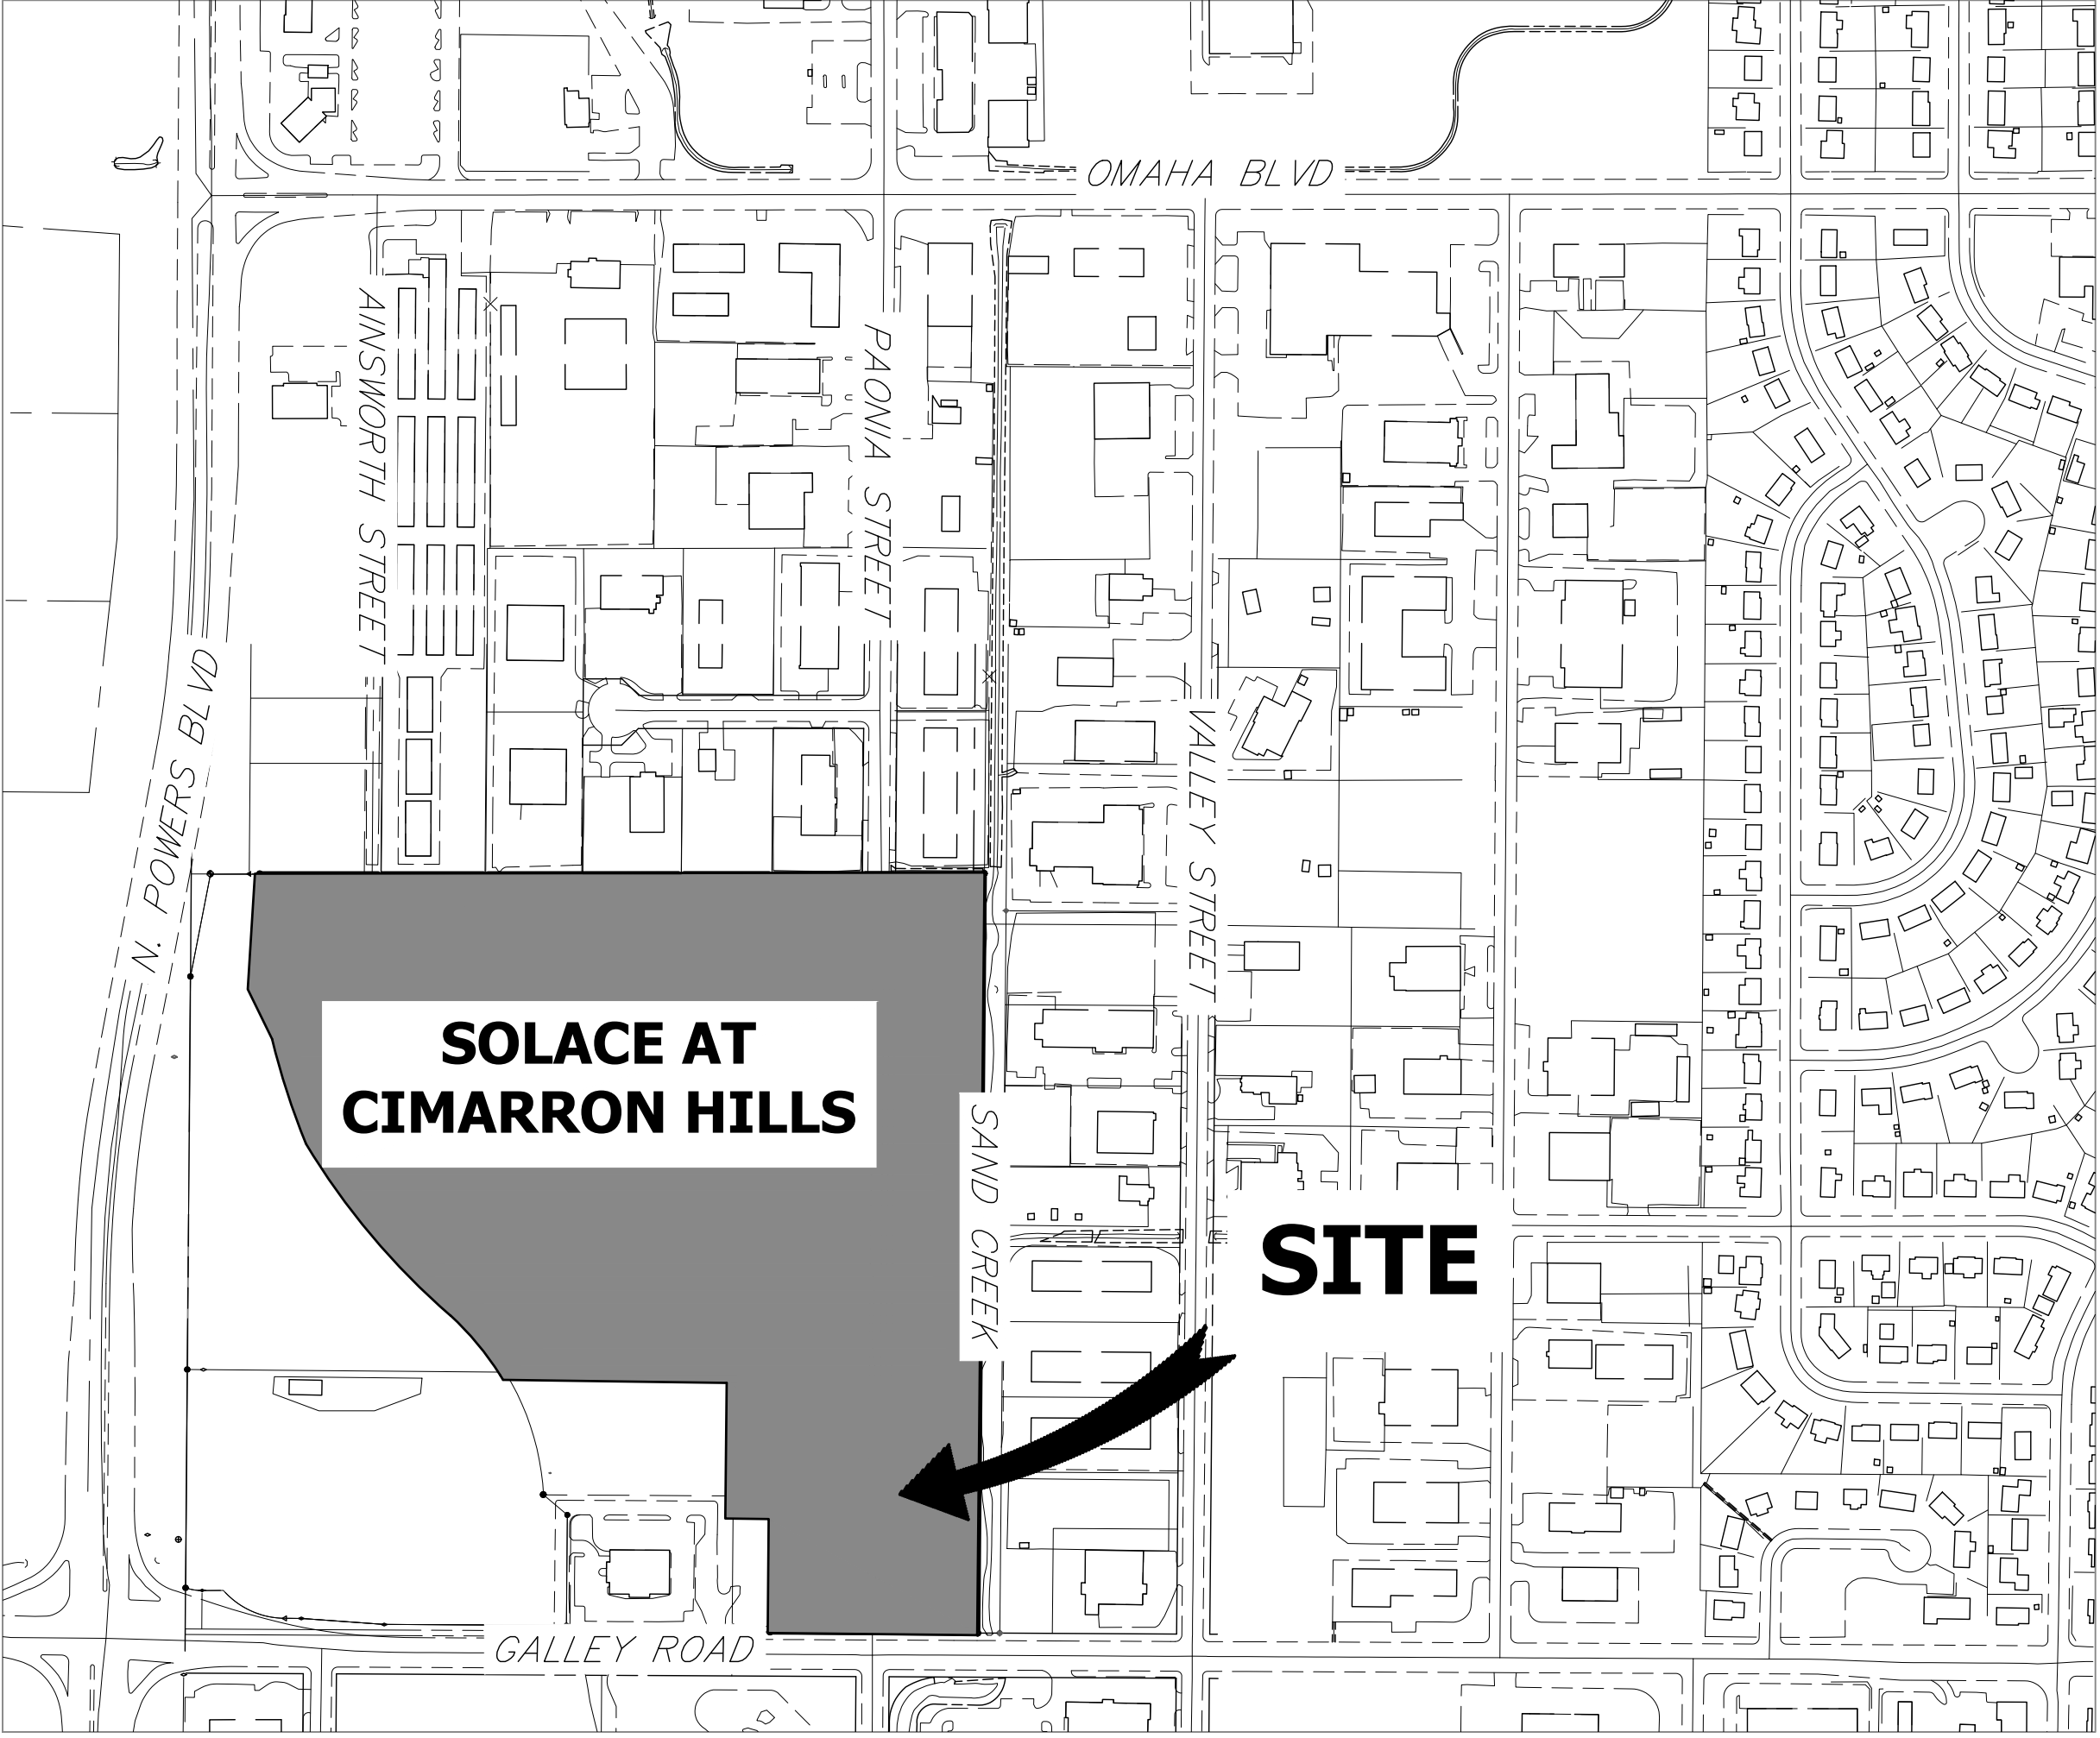 OMAHA BLVD
AINSWORTH STREET
PAONIA STREET
N. POWERS BLVD
VALLEY STREET
SOLACE AT
CIMARRON HILLS
SAND CREEK
SITE
GALLEY ROAD